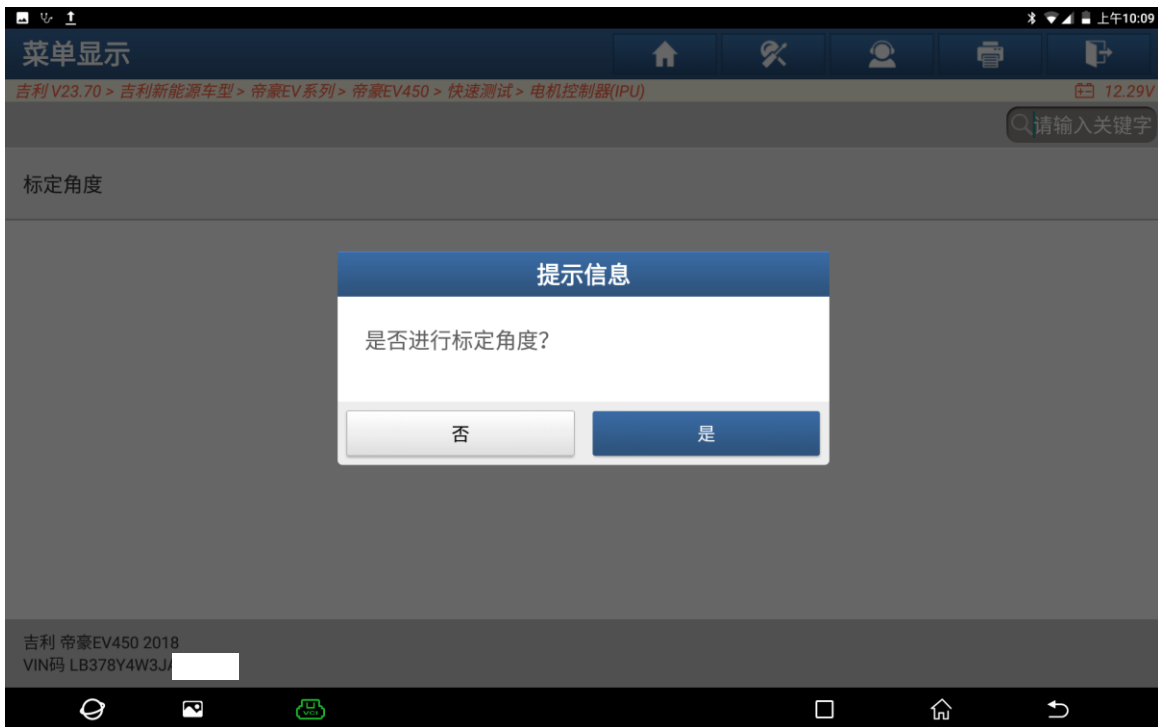 上午10:09
菜单显示
吉利 V23.70 > 吉利新能源车型 > 帝豪EV系列 > 帝豪EV450 > 快速测试 > 电机控制器(IPU)
12.29V
请输入关键字
标定角度
提示信息
是否进行标定角度?
否
是
吉利 帝豪EV450 2018
VIN码 LB378Y4W3JA
VCI